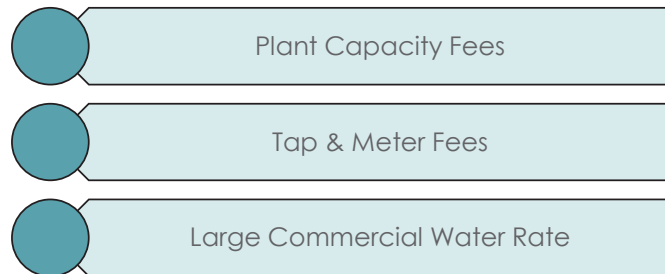 Plant Capacity Fees
Tap & Meter Fees
Large Commercial Water Rate